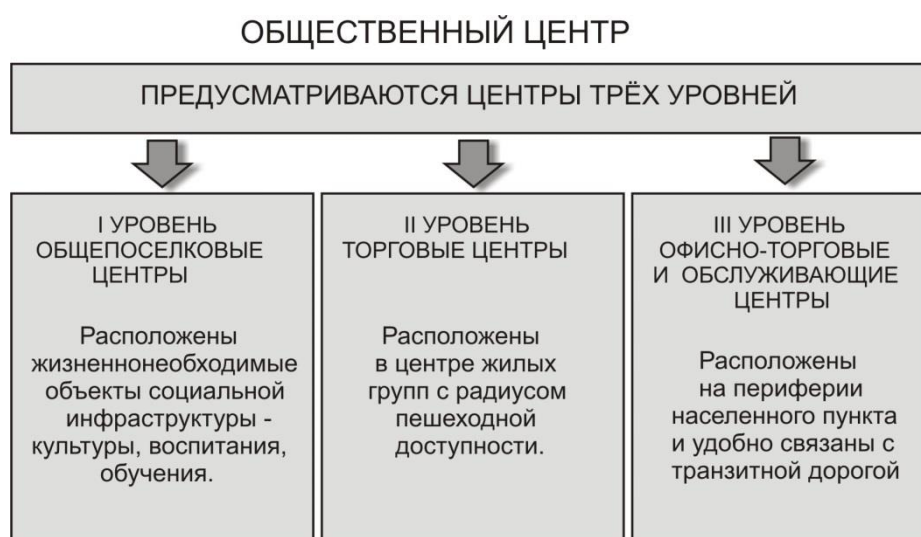 ОБЩЕСТВЕННЫЙ ЦЕНТР
ПРЕДУСМАТРИВАЮТСЯ ЦЕНТРЫ ТРЁХ УРОВНЕЙ
I УРОВЕНЬ
ОБЩЕПОСЕЛКОВЫЕ
ЦЕНТРЫ
Расположены
жизненнонеобходимые
объекты социальной
инфраструктуры -
культуры, воспитания,
обучения.
II УРОВЕНЬ
ТОРГОВЫЕ ЦЕНТРЫ
Расположены
в центре жилых
групп с радиусом
пешеходной
доступности.
III УРОВЕНЬ
ОФИСНО-ТОРГОВЫЕ
И ОБСЛУЖИВАЮЩИЕ
ЦЕНТРЫ
Расположены
на периферии
населенного пункта
и удобно связаны с
транзитной дорогой